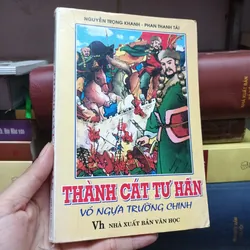 NGUYỄN TRỌNG KHANH - PHAN THANH TÀI
THÀNH CÁT TƯ HÃN
VÓ NGỰA TRƯỜNG CHINH
Vh NHÀ XUẤT BẢN VĂN HỌC